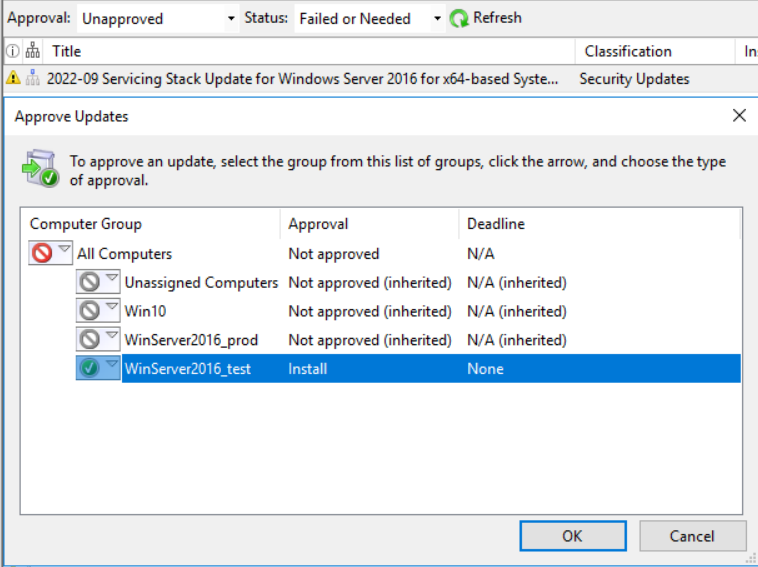 Approval: Unapproved Status: Failed or Needed Refresh
Title Classification In
2022-09 Servicing Stack Update for Windows Server 2016 for x64-based Syste... Security Updates
Approve Updates
To approve an update, select the group from this list of groups, click the arrow, and choose the type
of approval.
Computer Group Approval Deadline
All Computers Not approved N/A
Unassigned Computers Not approved (inherited) N/A (inherited)
Win10 Not approved (inherited) N/A (inherited)
WinServer2016_prod Not approved (inherited) N/A (inherited)
WinServer2016_test Install None
OK Cancel